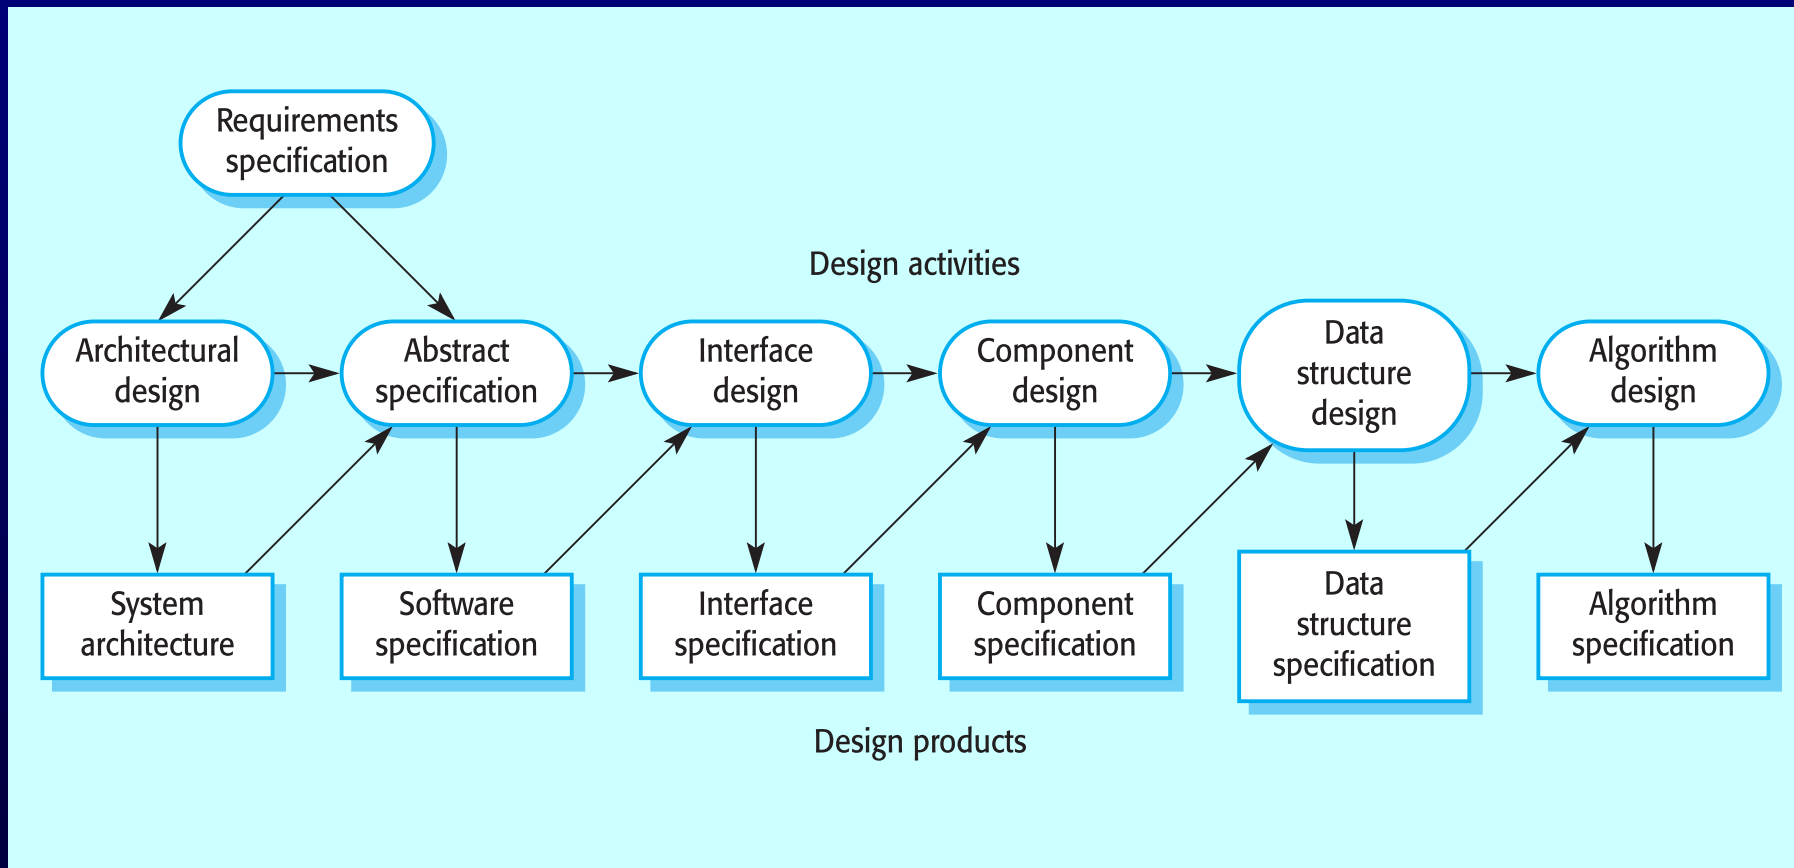 Requirements
specification
Design activities
Architectural
design
Abstract
specification
Interface
design
Component
design
Data
structure
design
Algorithm
design
System
architecture
Software
specification
Interface
specification
Component
specification
Data
structure
specification
Algorithm
specification
Design products